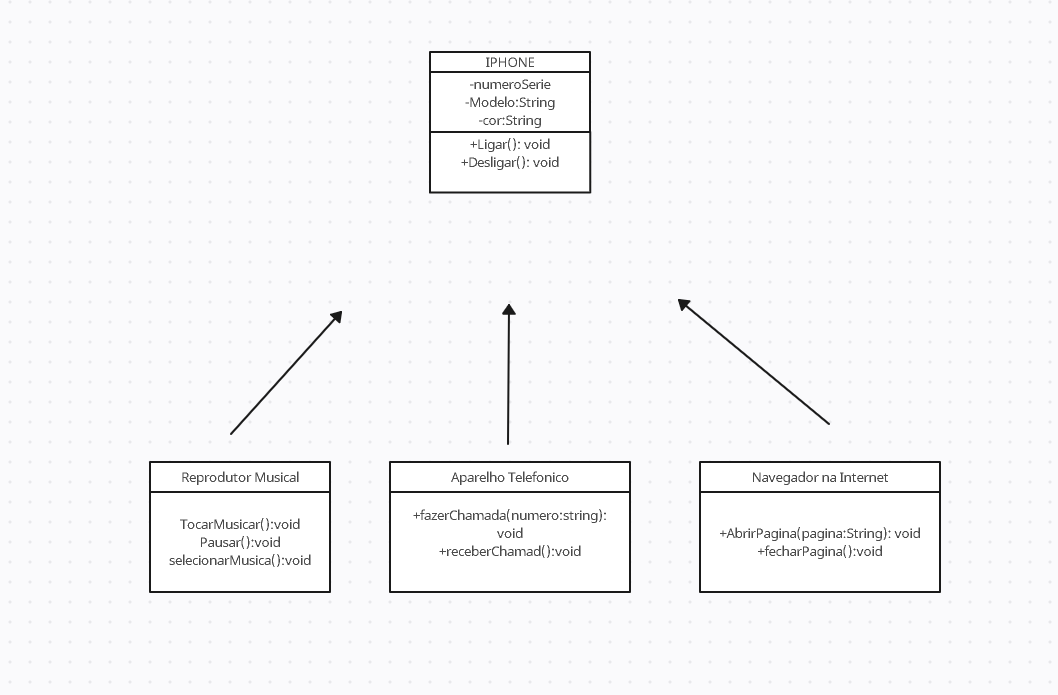 IPHONE
-numeroSerie
-Modelo:String
-cor:String
+Ligar(): void
+Desligar(): void
Reprodutor Musical
TocarMusicar():void
Pausar():void
selecionarMusica():void
Aparelho Telefonico
+fazerChamada(numero:string):
void
+receberChamad():void
Navegador na Internet
+AbrirPagina(pagina:String): void
+fecharPagina():void